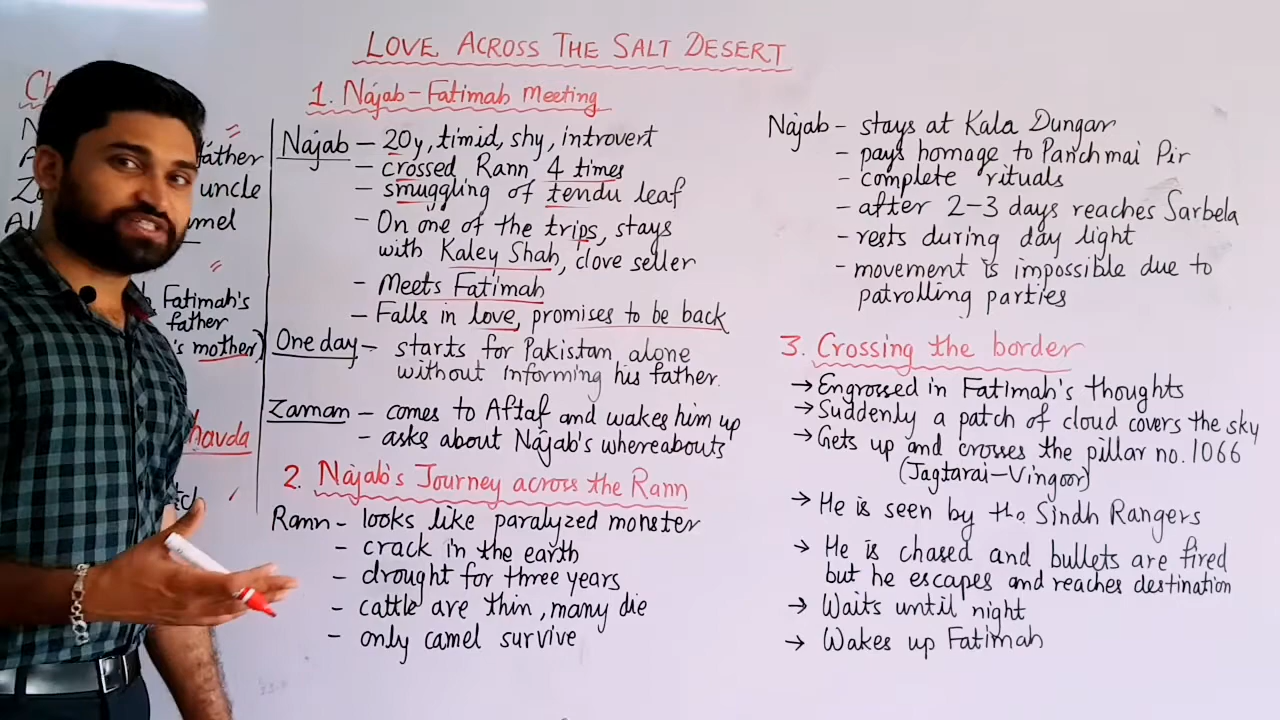 LOVE ACROSS THE SALT DESERT
father
uncle
Fatimah's
father
mother)
1. Najab-Fatimah Meeting
Najab - 20y, timid, shy, introvert
- crossed Rann 4 times
- smuggling of tendu leaf
- On one of the trips, stays
with Kaley Shah, clove seller
- Meets Fatimah
- Falls in love, promises to be back
One day - starts for Pakistan, alone
without informing his father.
Zaman - comes to Aftaf and wakes him up
- asks about Najab's whereabouts
2. Najab's Journey across the Rann
Rann - looks like paralyzed monster
- crack in the earth
- drought for three years
- cattle are thin, many die
- only camel survive
Najab - stays at Kala Dungar
- pays homage to Panchmai Pir
- complete rituals
- after 2-3 days reaches Sarbela
- rests during day light
- movement is impossible due to
patrolling parties
3. Crossing the border
→ Engrossed in Fatimah's thoughts
→ Suddenly a patch of cloud covers the sky
→ Gets up and crosses the pillar no. 1066
(Jagtarai-Vingoor)
→ He is seen by the Sindh Rangers
→ He is chased and bullets are fired
but he escapes and reaches destination
→ Waits until night
→ Wakes up Fatimah